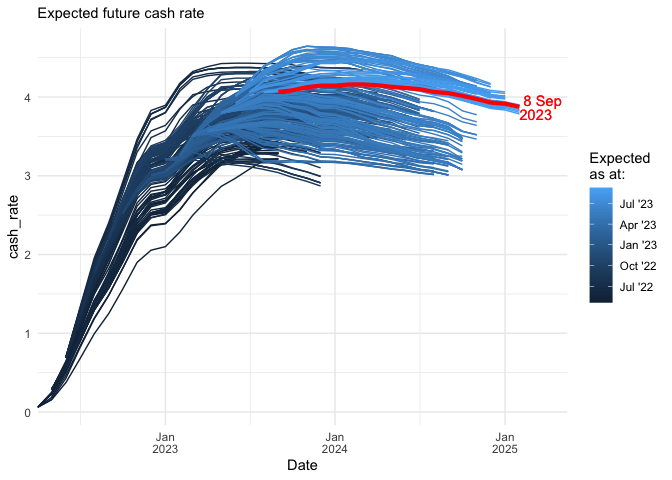 Expected future cash rate
cash_rate
4
3
2
1
0
Jan
2023
Jan
2024
Jan
2025
Date
8 Sep
2023
Expected
as at:
Jul '23
Apr '23
Jan '23
Oct '22
Jul '22